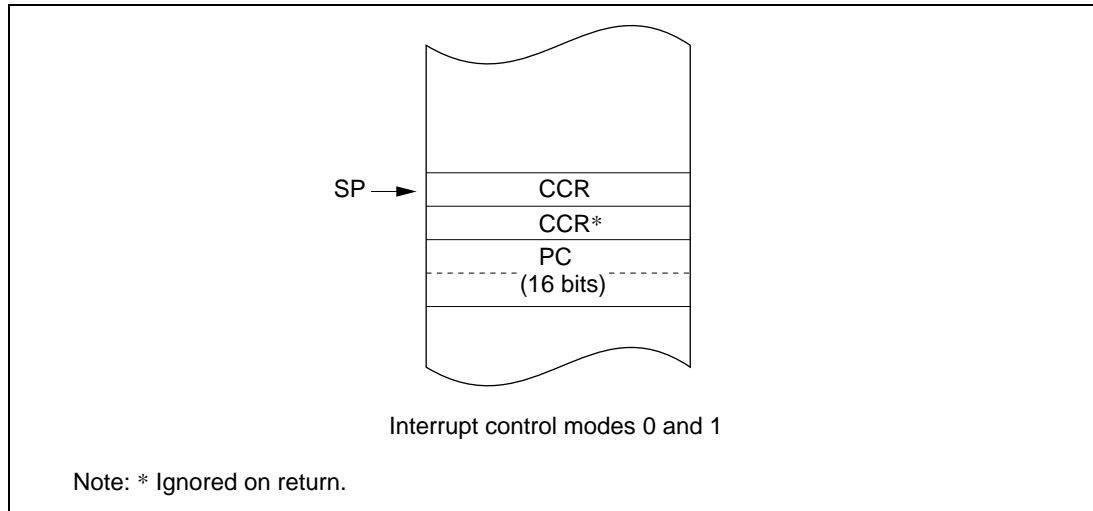 SP
CCR
CCR*
PC
(16 bits)
Interrupt control modes 0 and 1
Note: * Ignored on return.